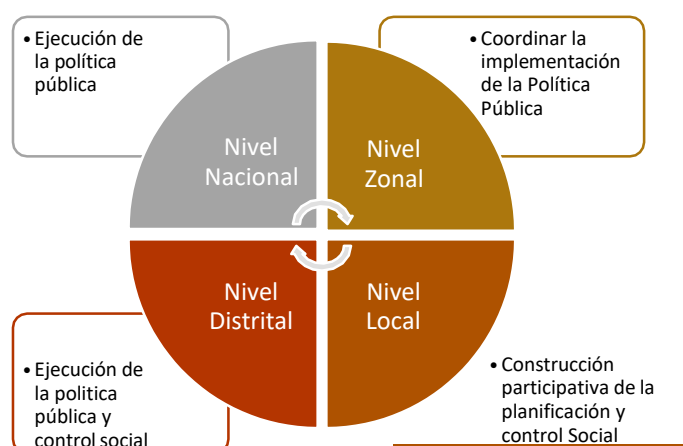 • Ejecución de
la política
pública
• Coordinar la
implementación
de la Política
Pública
Nivel
Nacional
Nivel
Zonal
Nivel
Distrital
Nivel
Local
• Ejecución de
la politica
pública y
control social
• Construcción
participativa de la
planificación y
control Social